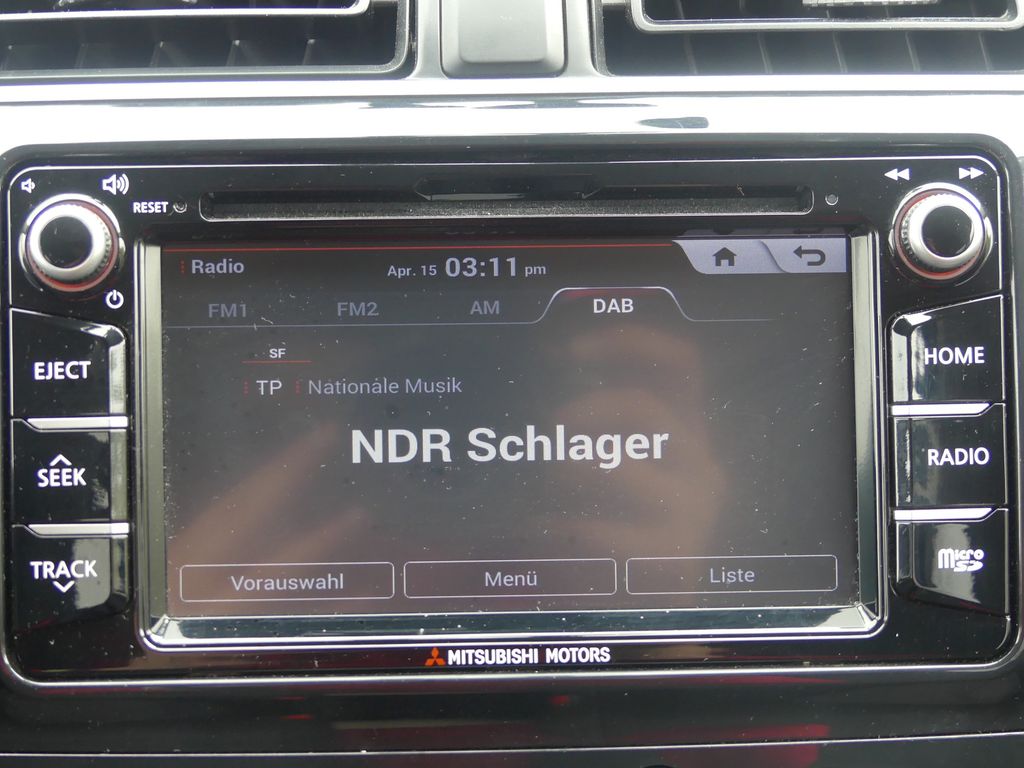 RESET
Radio
Apr. 15 03:11 pm
FM1 FM2 AM DAB
SF
TP Nationale Musik
NDR Schlager
Vorauswahl Menü Liste
EJECT
SEEK
TRACK
HOME
RADIO
micro SD
MITSUBISHI MOTORS